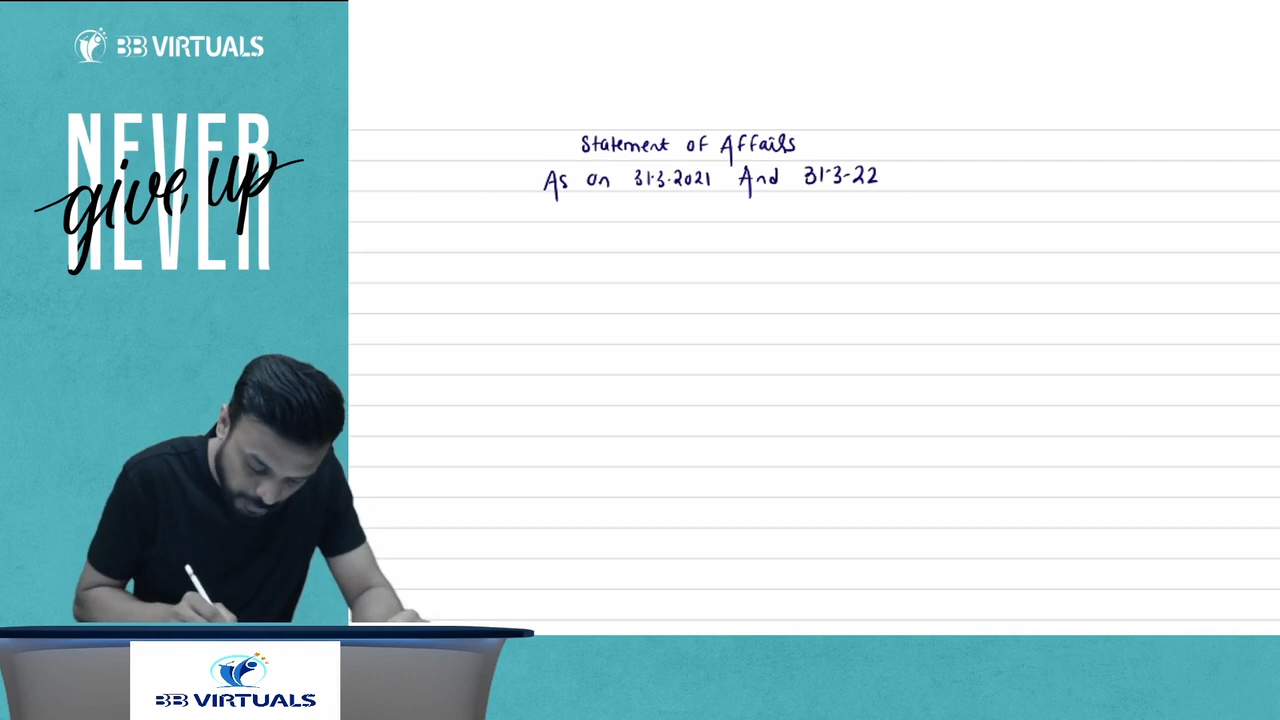 BB VIRTUALS
NEVER
give up
NEVER
Statement of Affairs
As on 31.3.2021 And 31-3-22
BB VIRTUALS